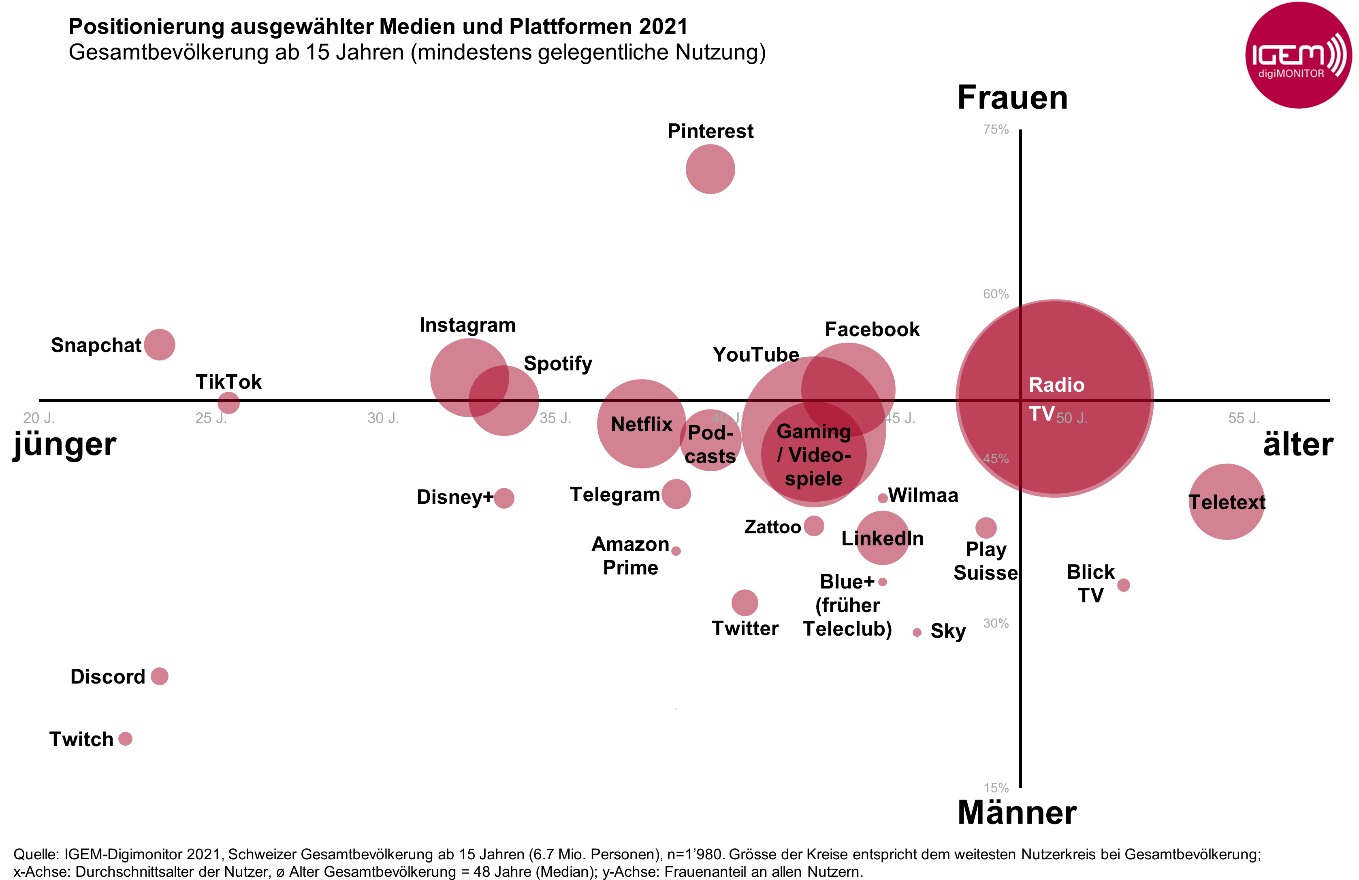 Positionierung ausgewählter Medien und Plattformen 2021
Gesamtbevölkerung ab 15 Jahren (mindestens gelegentliche Nutzung)
IGEM
digiMONITOR
Frauen
75%
Pinterest
60%
Instagram
Facebook
Snapchat
YouTube
Spotify
TikTok
Radio
TV
20 J.
25 J.
30 J.
35 J.
45 J.
50 J.
55 J.
jünger
älter
Netflix
Pod-
casts
Gaming
/ Video-
spiele
45%
Disney+
Telegram
Wilmaa
Teletext
Zattoo
LinkedIn
Amazon
Prime
Play
Suisse
Blick
TV
Blue+
(früher
Teleclub)
Twitter
30%
Sky
Discord
Twitch
15%
Männer
Quelle: IGEM-Digimonitor 2021, Schweizer Gesamtbevölkerung ab 15 Jahren (6.7 Mio. Personen), n=1’980. Grösse der Kreise entspricht dem weitesten Nutzerkreis bei Gesamtbevölkerung;
x-Achse: Durchschnittsalter der Nutzer, ø Alter Gesamtbevölkerung = 48 Jahre (Median); y-Achse: Frauenanteil an allen Nutzern.